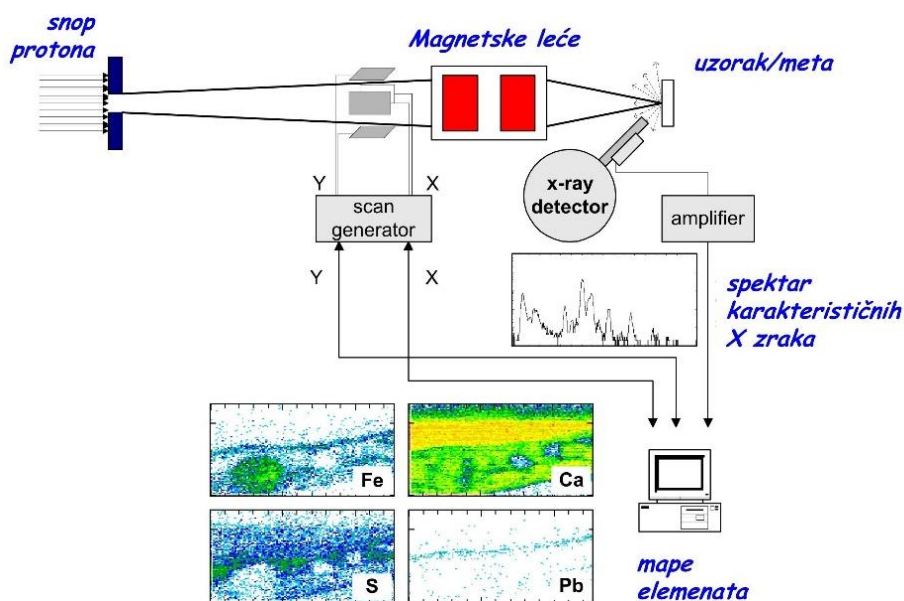 snop
protona
Magnetske leće
uzorak/meta
Y
X
scan
generator
x-ray
detector
amplifier
Y
X
spektar
karakterističnih
X zraka
Fe
Ca
S
Pb
mape
elemenata